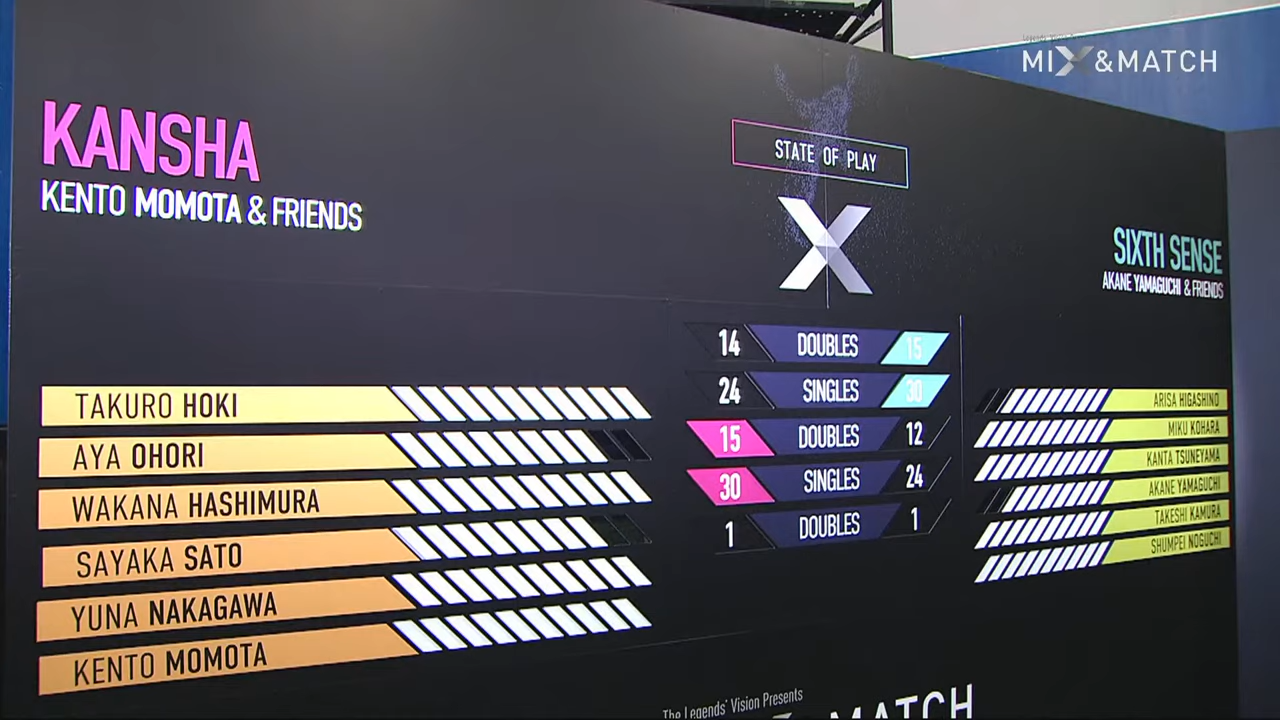 Legends' Vision
MIX&MATCH
KANSHA
KENTO MOMOTA & FRIENDS
STATE OF PLAY
X
SIXTH SENSE
AKANE YAMAGUCHI & FRIENDS
14 DOUBLES 15
24 SINGLES 30
15 DOUBLES 12
30 SINGLES 24
1 DOUBLES 1
TAKURO HOKI
AYA OHORI
WAKANA HASHIMURA
SAYAKA SATO
YUNA NAKAGAWA
KENTO MOMOTA
ARISA HIGASHINO
MIKU KOHARA
KANTA TSUNEYAMA
AKANE YAMAGUCHI
TAKESHI KAMURA
SHUMPEI NOGUCHI
The Legends' Vision Presents
MATCH